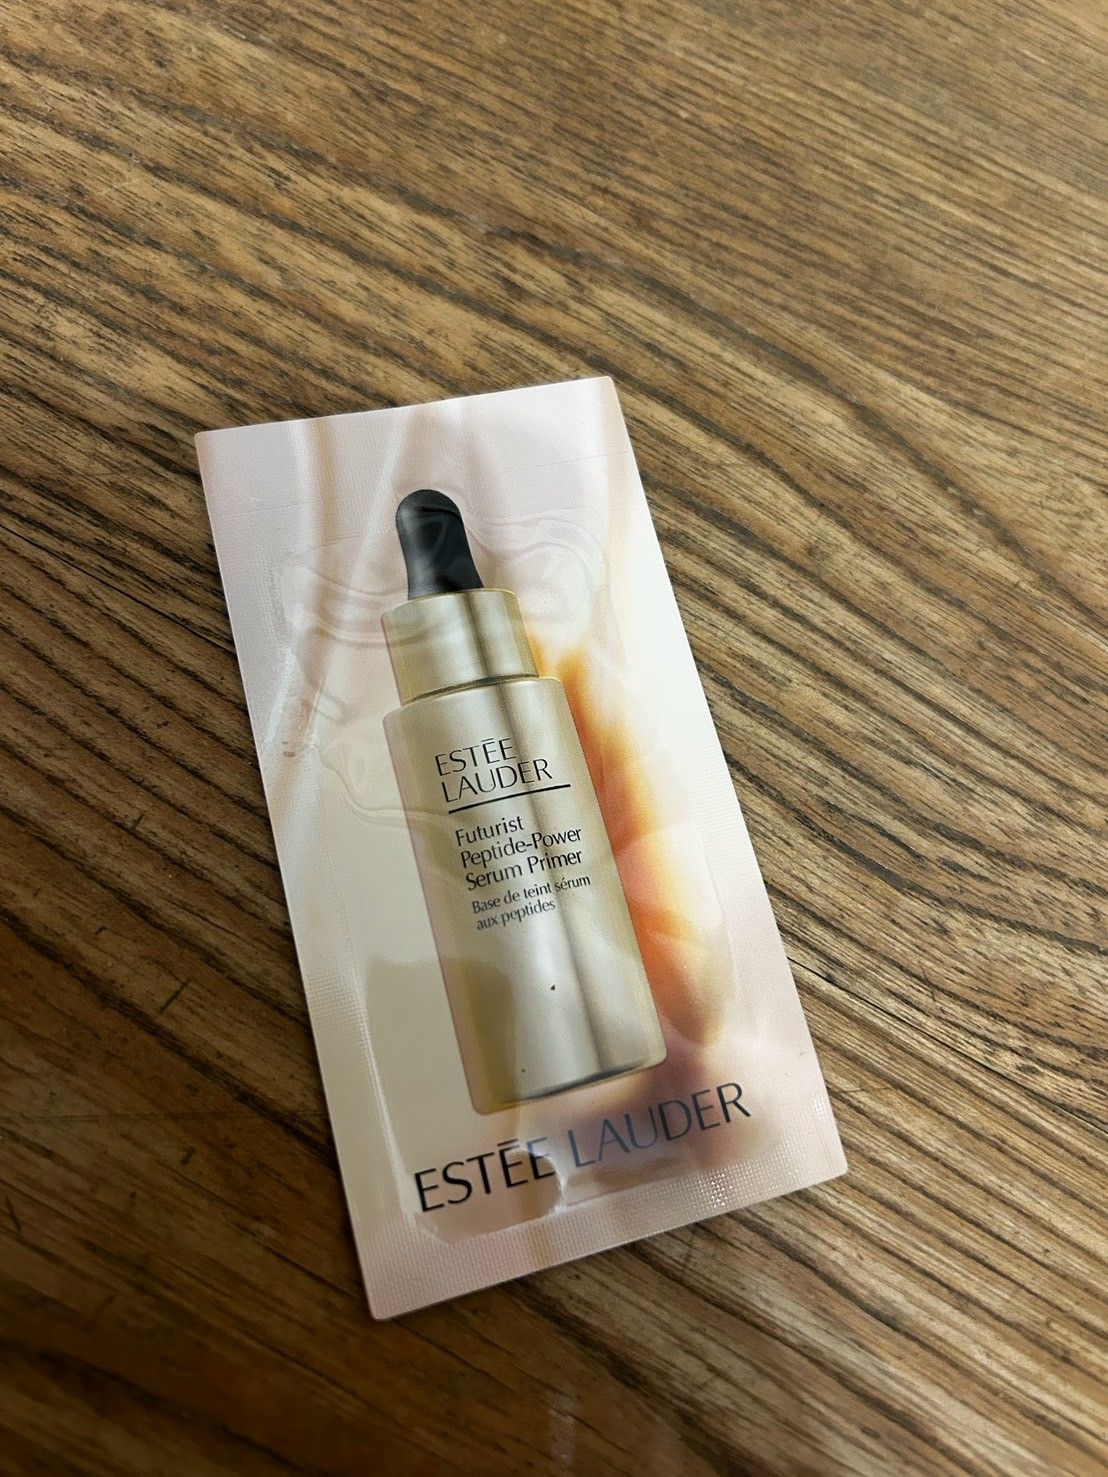 ESTĒE
LAUDER
Futurist
Peptide-Power
Serum Primer
Base de teint sérum
aux peptides
ESTĒE LAUDER